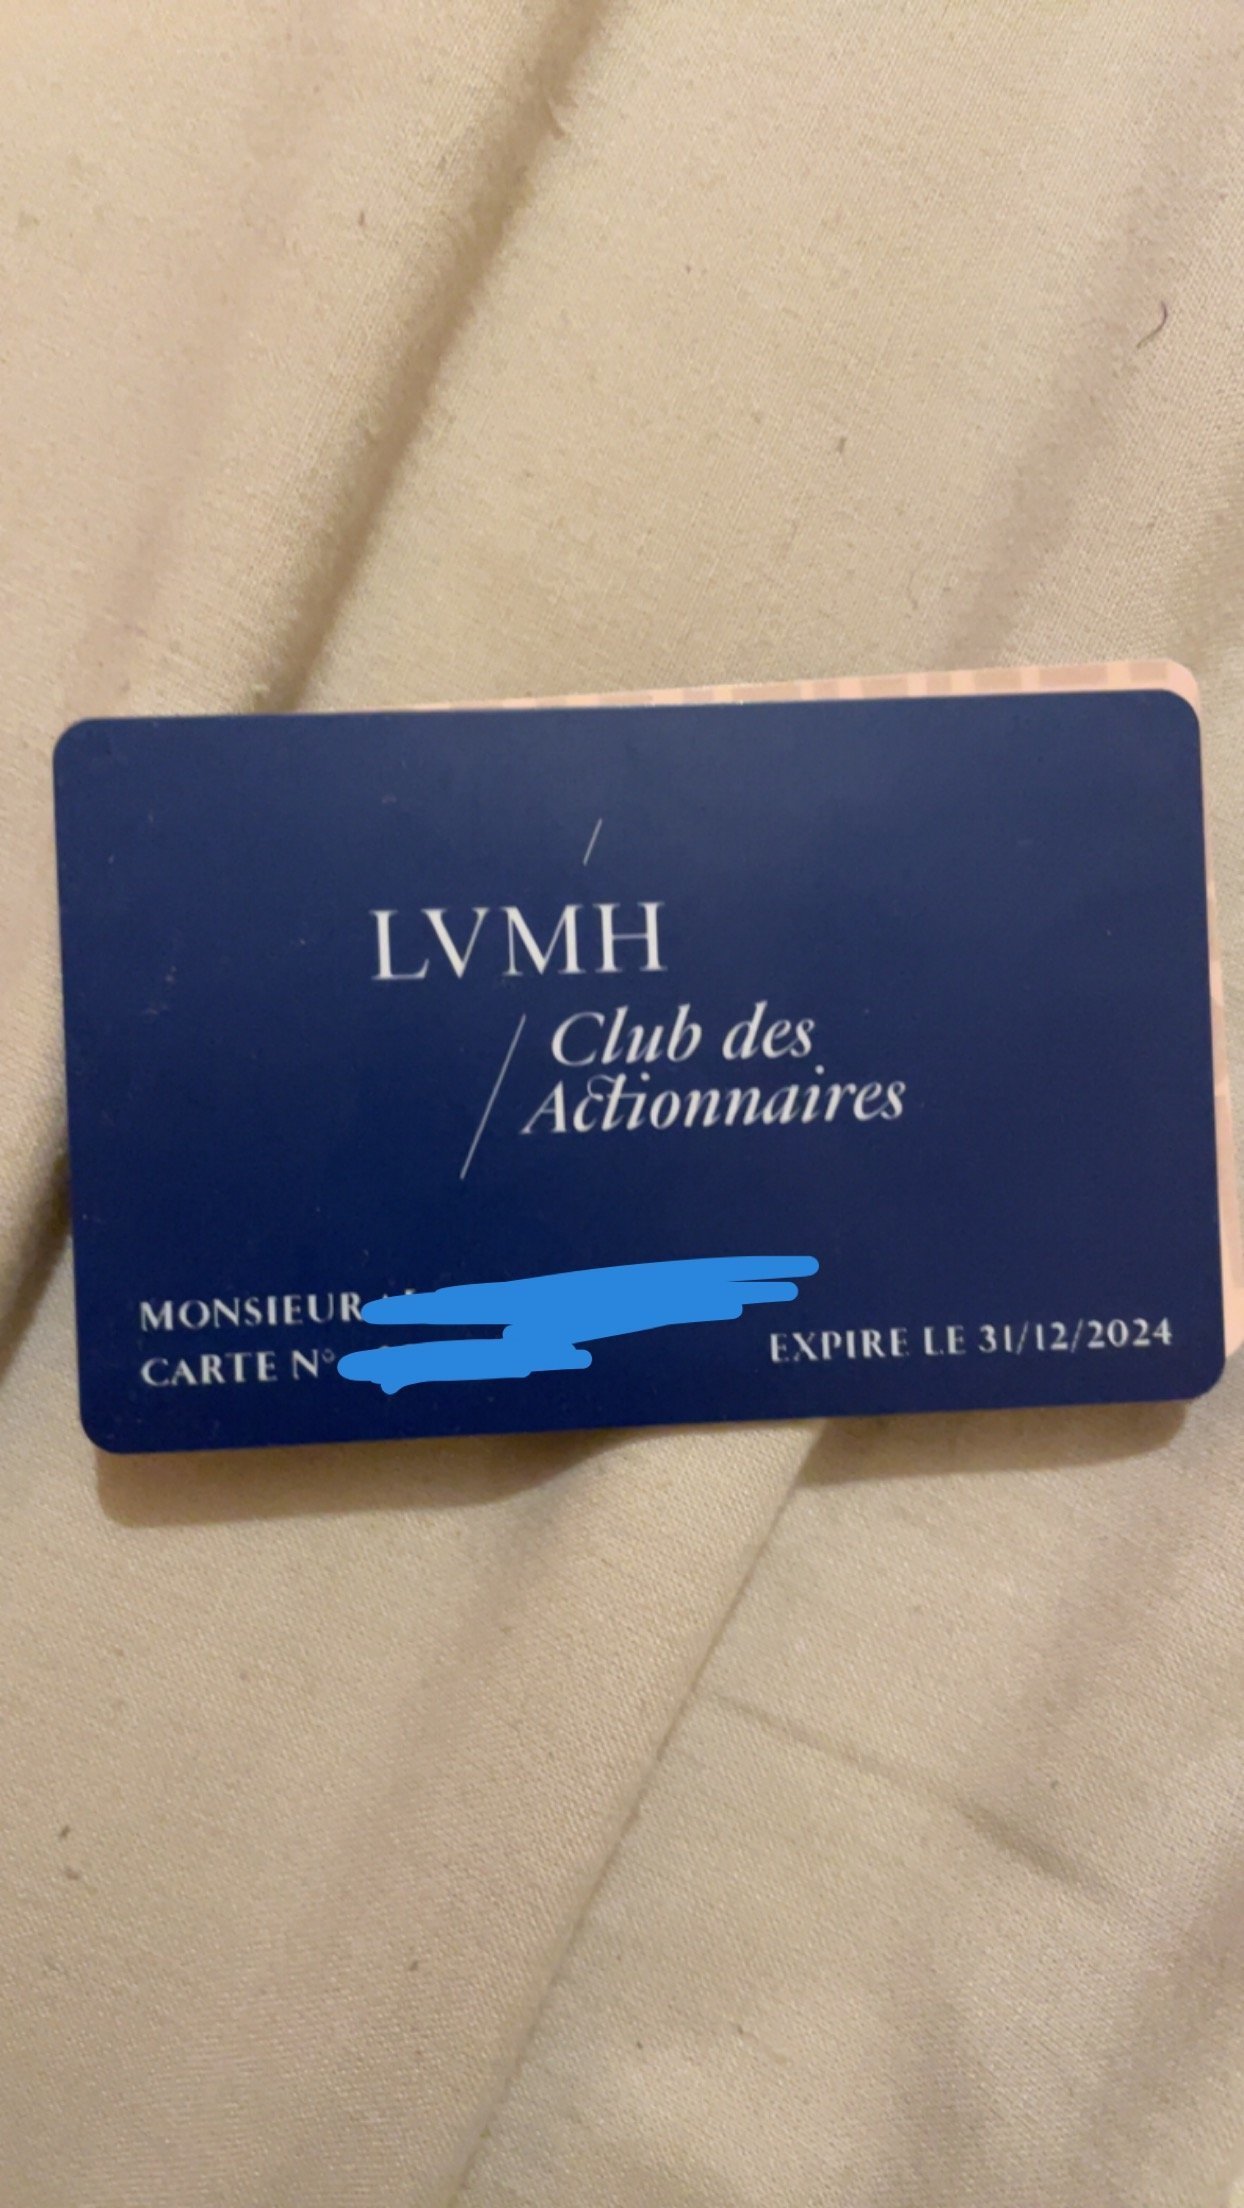 LVMH
Club des
Actionnaires
MONSIEUR
CARTE N°
EXPIRE LE 31/12/2024